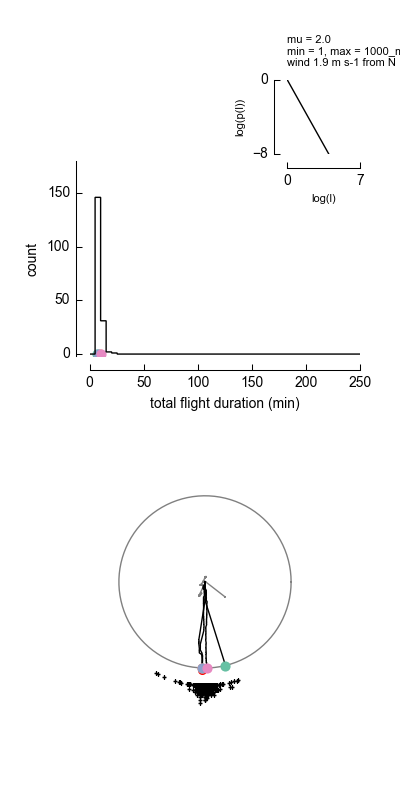 mu = 2.0
min = 1, max = 1000_m
wind 1.9 m s-1 from N
0
log(p(l))
−8
0
7
log(l)
150
100
50
0
count
0
50
100
150
200
250
total flight duration (min)